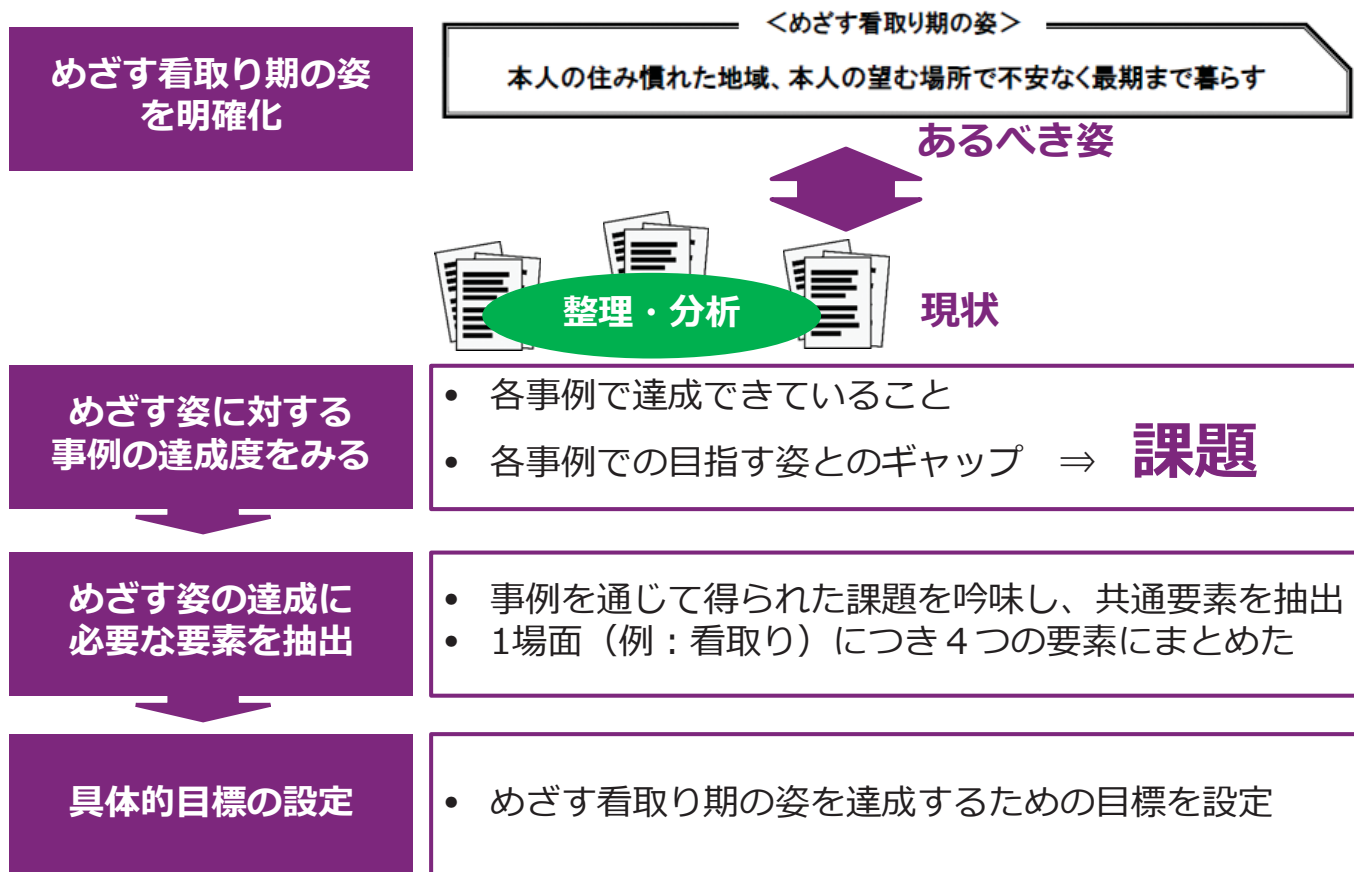 めざす看取り期の姿
を明確化
<めざす看取り期の姿>
本人の住み慣れた地域、本人の望む場所で不安なく最期まで暮らす
あるべき姿
整理・分析
現状
めざす姿に対する
事例の達成度をみる
• 各事例で達成できていること
• 各事例での目指す姿とのギャップ ⇒ 課題
めざす姿の達成に
必要な要素を抽出
• 事例を通じて得られた課題を吟味し、共通要素を抽出
• 1場面(例:看取り)につき4つの要素にまとめた
具体的目標の設定
• めざす看取り期の姿を達成するための目標を設定